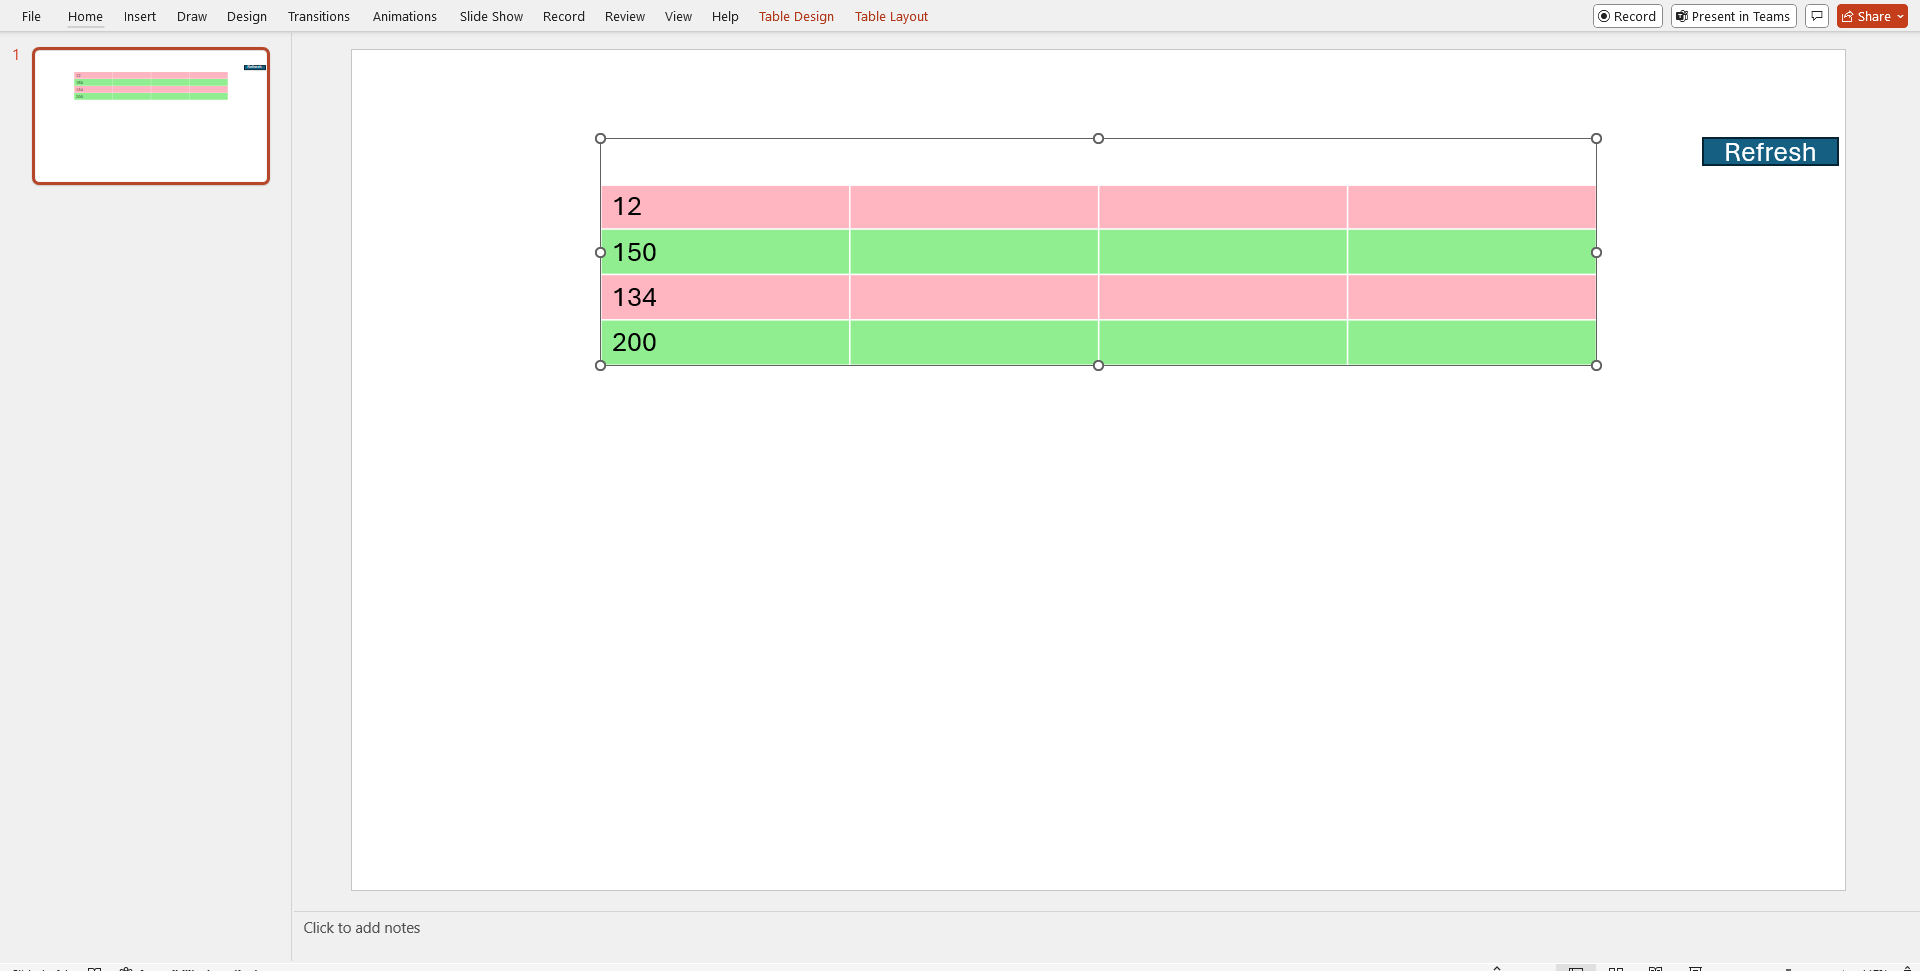 File Home Insert Draw Design Transitions Animations Slide Show Record Review View Help Table Design Table Layout Record Present in Teams Share
1
Refresh
12
150
134
200
Click to add notes